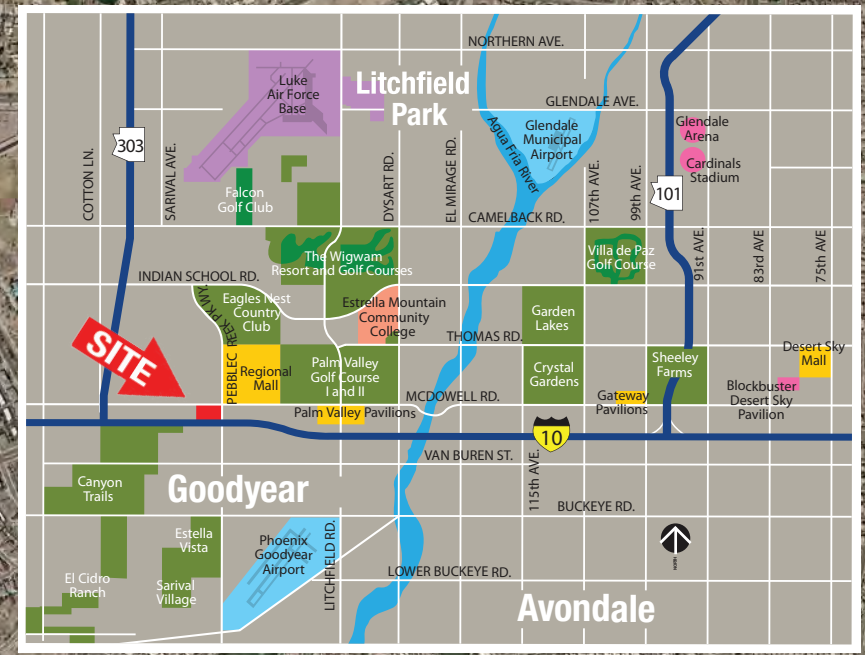 NORTHERN AVE.
Luke
Air Force
Base
Litchfield
Park
GLENDALE AVE.
Glendale
Municipal
Airport
Agua Fria River
Glendale
Arena
Cardinals
Stadium
303
101
COTTON LN.
SARIVAL AVE.
DYSART RD.
EL MIRAGE RD.
107th AVE.
99th AVE.
Falcon
Golf Club
CAMELBACK RD.
91st AVE.
83rd AVE
75th AVE
The Wigwam
Resort and Golf Courses
Villa de Paz
Golf Course
INDIAN SCHOOL RD.
Eagles Nest
Country
Club
Estrella Mountain
Community
College
Garden
Lakes
THOMAS RD.
SITE
PEBBLEC REEK PKWY.
Regional
Mall
Palm Valley
Golf Course
I and II
Crystal
Gardens
Sheeley
Farms
Desert Sky
Mall
MCDOWELL RD.
Gateway
Pavilions
Blockbuster
Desert Sky
Pavilion
Palm Valley Pavilions
10
VAN BUREN ST.
115th AVE.
Canyon
Trails
Goodyear
BUCKEYE RD.
Estella
Vista
Phoenix
Goodyear
Airport
LITCHFIELD RD.
LOWER BUCKEYE RD.
El Cidro
Ranch
Sarival
Village
Avondale